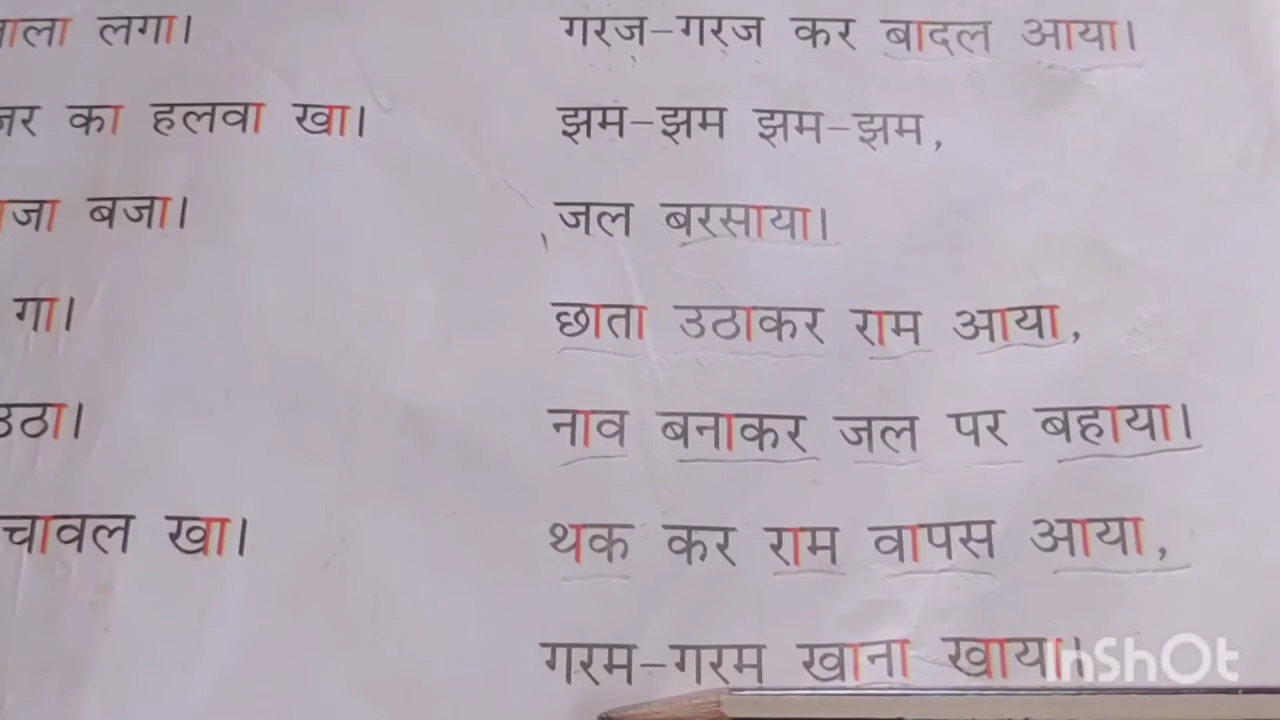 लगा।
का हलवा खा।
बजा।
गा।
उठा।
चावल खा।
गरज-गरज कर बादल आया।
झम-झम झम-झम,
जल बरसाया।
छाता उठाकर राम आया,
नाव बनाकर जल पर बहाया।
थक कर राम वापस आया,
गरम-गरम खाना खाया।
InShOt